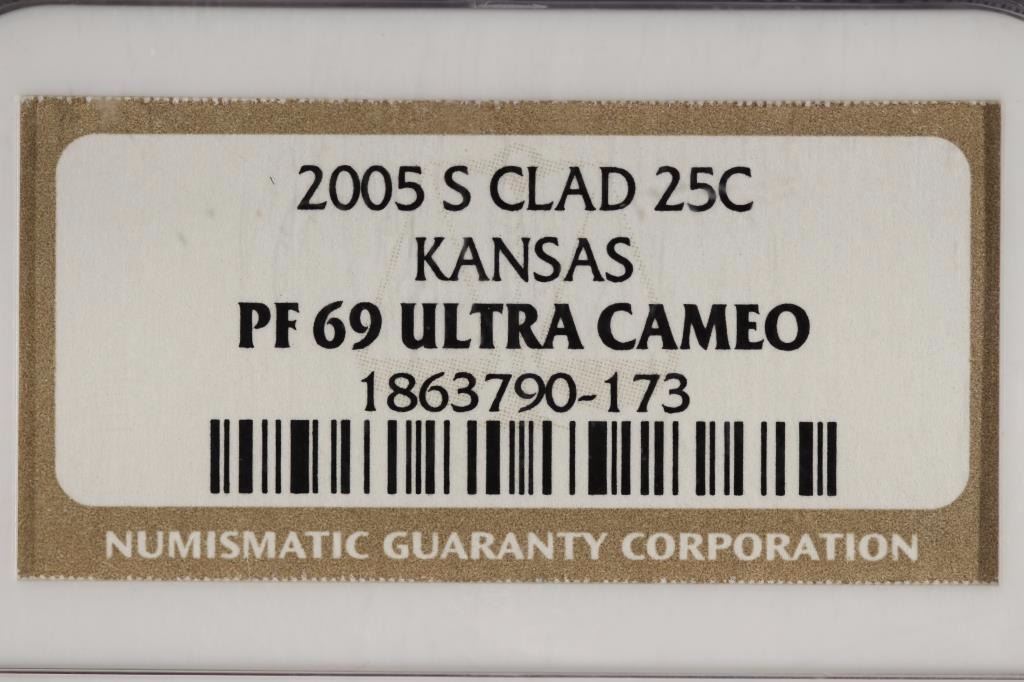 2005 S CLAD 25C
KANSAS
PF 69 ULTRA CAMEO
1863790-173
NUMISMATIC GUARANTY CORPORATION